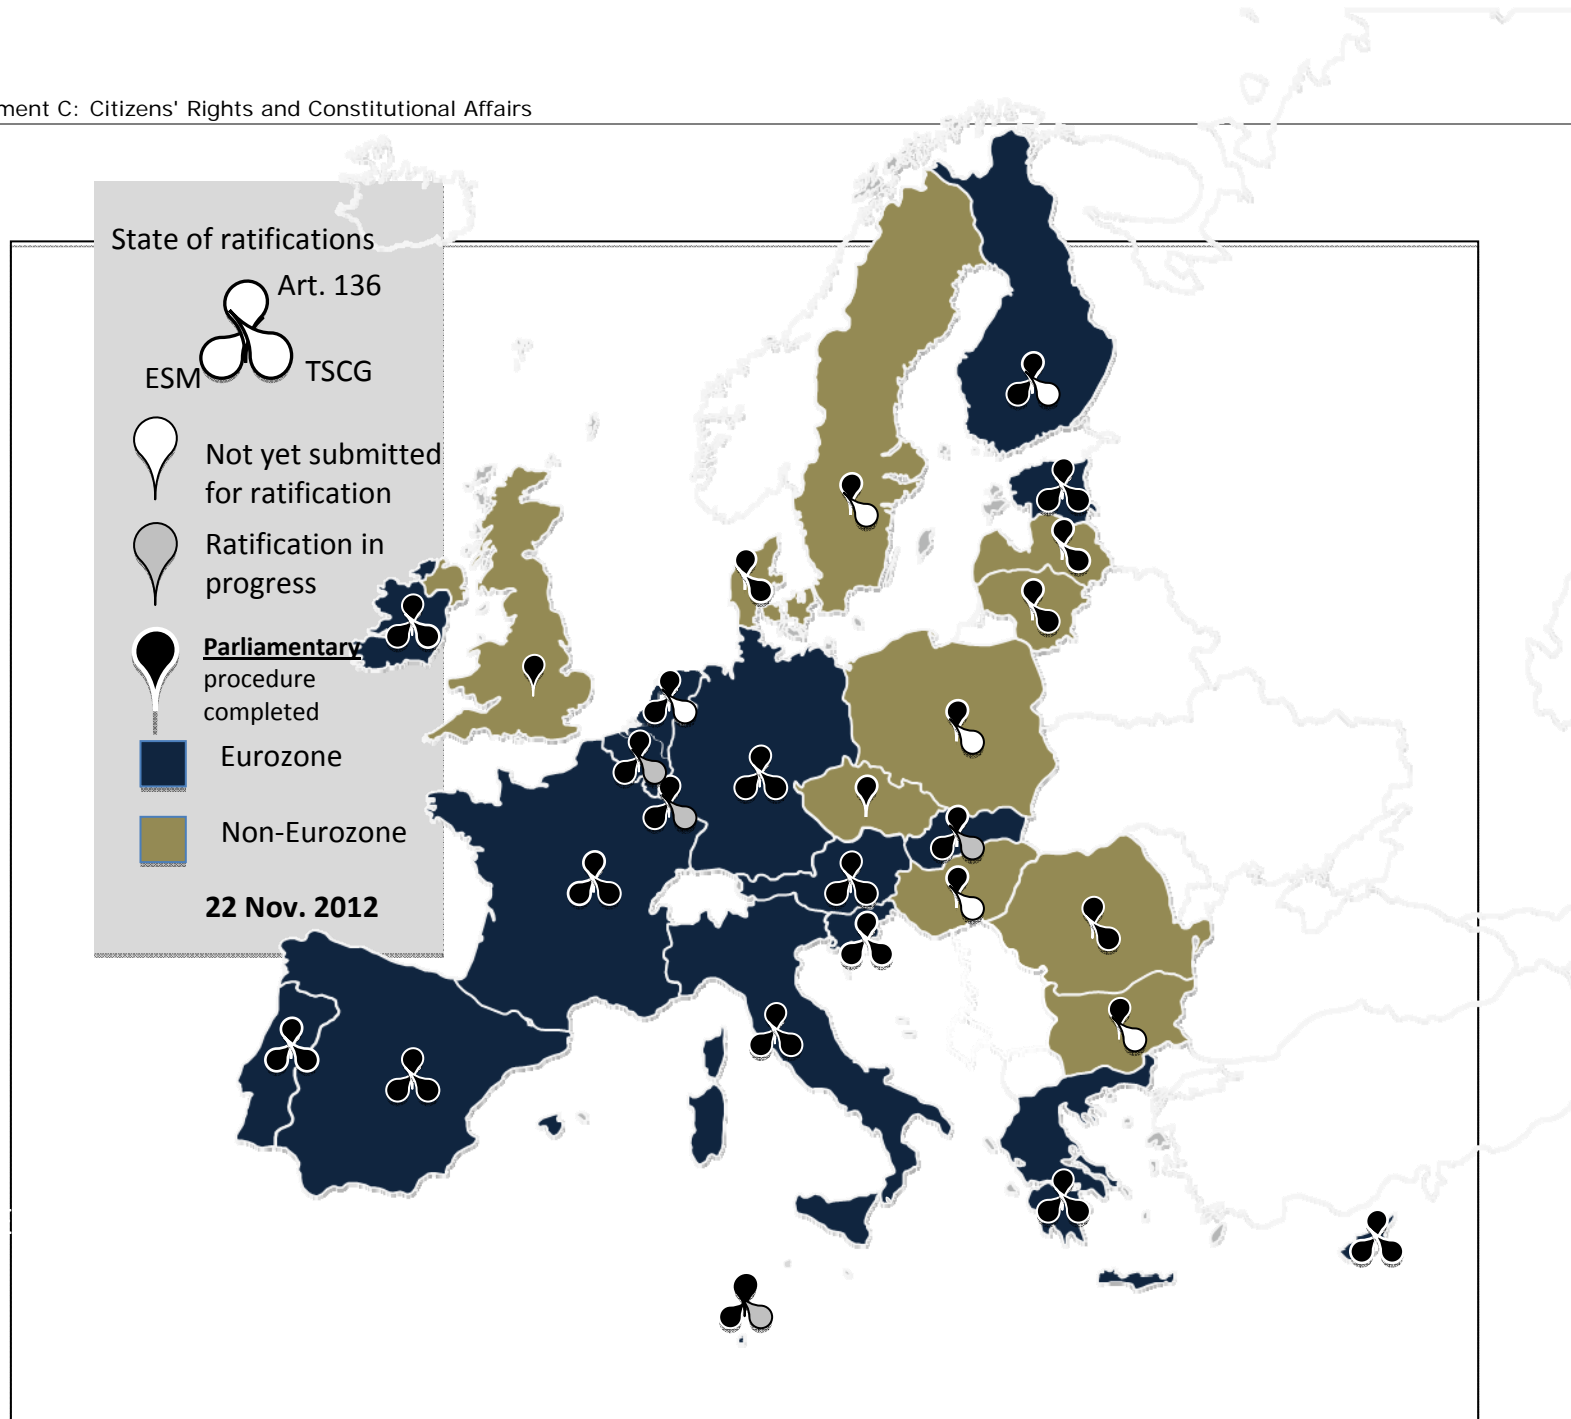 ment C: Citizens' Rights and Constitutional Affairs
State of ratifications
Art. 136
ESM
TSCG
Not yet submitted
for ratification
Ratification in
progress
Parliamentary
procedure
completed
Eurozone
Non-Eurozone
22 Nov. 2012